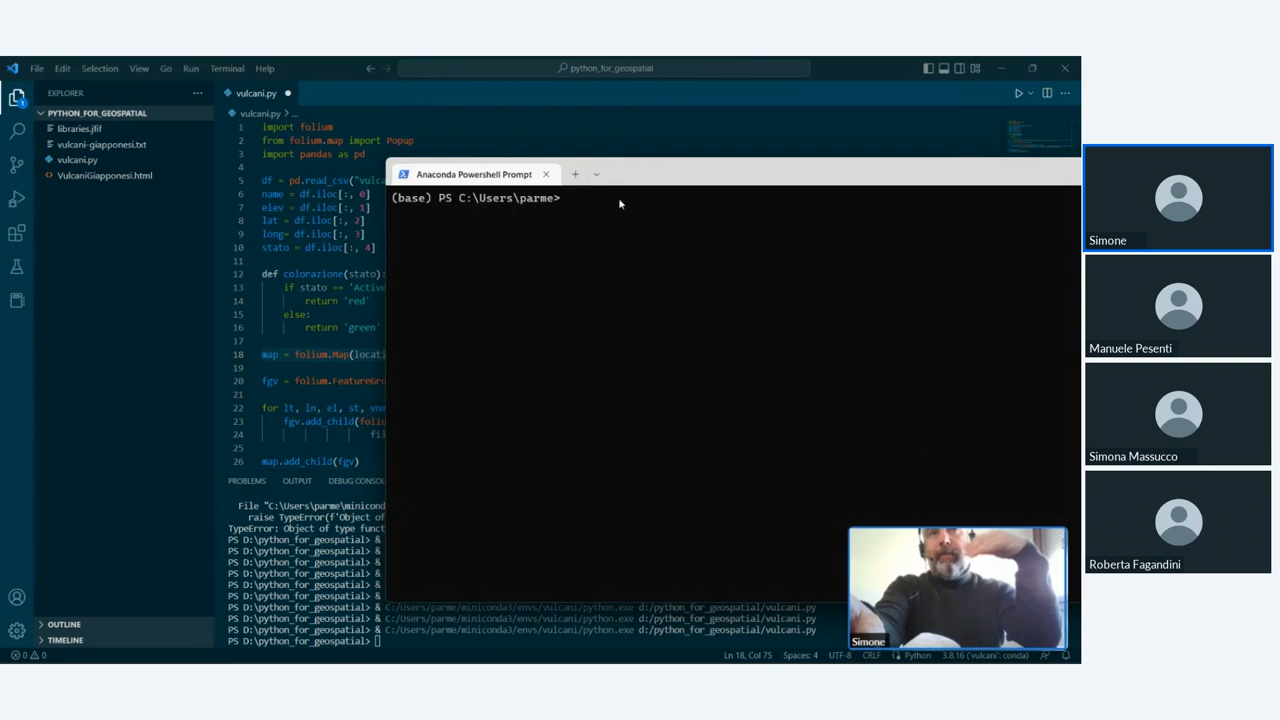 File Edit Selection View Go Run Terminal Help
python_for_geospatial
EXPLORER
PYTHON_FOR_GEOSPATIAL
libraries.jfif
vulcani-giapponesi.txt
vulcani.py
VulcaniGiapponesi.html
OUTLINE
TIMELINE
vulcani.py
vulcani.py > ...
1 import folium
2 from folium.map import Popup
3 import pandas as pd
4
5 df = pd.read_csv("vulca
6 name = df.iloc[:, 0]
7 elev = df.iloc[:, 1]
8 lat = df.iloc[:, 2]
9 long= df.iloc[:, 3]
10 stato = df.iloc[:, 4]
11
12 def colorazione(stato):
13 if stato == 'Active
14 return 'red'
15 else:
16 return 'green'
17
18 map = folium.Map(locati
19
20 fgv = folium.FeatureGro
21
22 for lt, ln, el, st, vnm
23 fgv.add_child(foliu
24 fil
25
26 map.add_child(fgv)
Anaconda Powershell Prompt
(base) PS C:\Users\parme>
PROBLEMS OUTPUT DEBUG CONSOL
File "C:\Users\parme\minicond
raise TypeError(f'Object of
TypeError: Object of type funct
PS D:\python_for_geospatial> &
PS D:\python_for_geospatial> &
PS D:\python_for_geospatial> &
PS D:\python_for_geospatial> &
PS D:\python_for_geospatial> &
PS D:\python_for_geospatial> &
PS D:\python_for_geospatial> & C:/Users/parme/miniconda3/envs/vulcani/python.exe d:/python_for_geospatial/vulcani.py
PS D:\python_for_geospatial> & C:/Users/parme/miniconda3/envs/vulcani/python.exe d:/python_for_geospatial/vulcani.py
PS D:\python_for_geospatial> & C:/Users/parme/miniconda3/envs/vulcani/python.exe d:/python_for_geospatial/vulcani.py
PS D:\python_for_geospatial>
0 0 Ln 18, Col 75 Spaces: 4 UTF-8 CRLF Python 3.8.16 ('vulcani': conda)
Simone
Simone
Manuele Pesenti
Simona Massucco
Roberta Fagandini